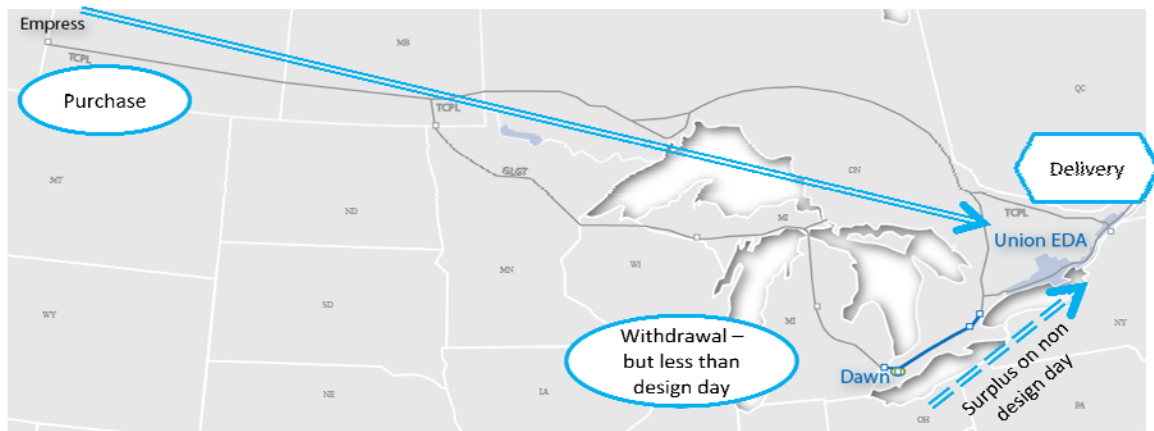 Empress
TCPL
Purchase
MB
TCPL
QC
Delivery
MT
ND
GLGT
ON
MI
TCPL
Union EDA
MN
WI
SD
WY
MI
NY
Withdrawal –
but less than
design day
Dawn
Surplus on non
design day
NE
IA
OH
PA